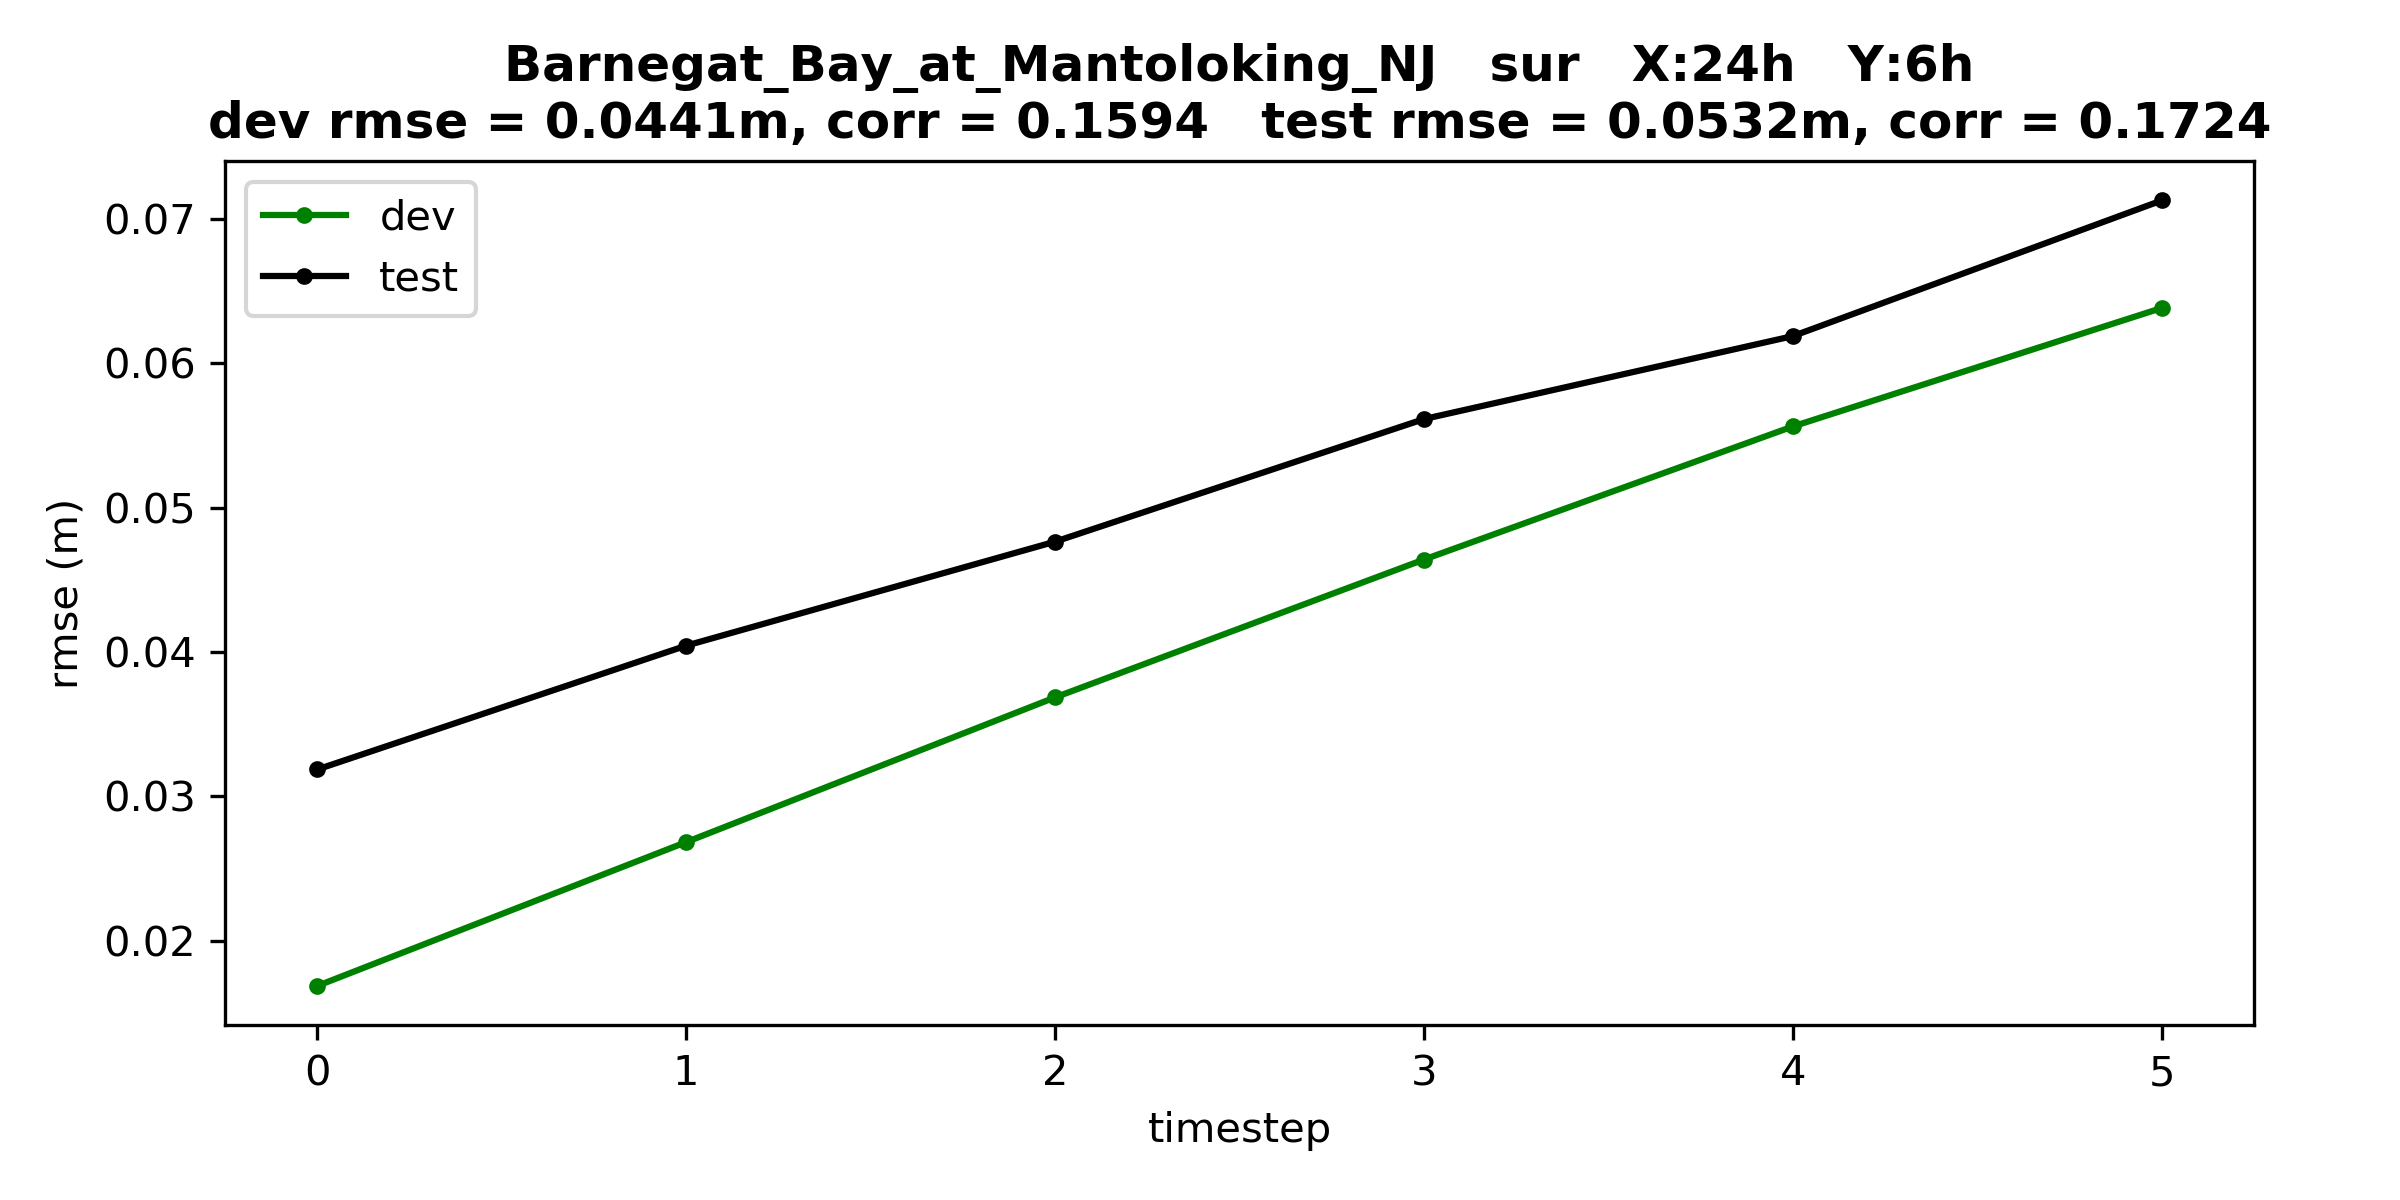 Barnegat_Bay_at_Mantoloking_NJ   sur   X:24h   Y:6h
dev rmse = 0.0441m, corr = 0.1594   test rmse = 0.0532m, corr = 0.1724
dev
test
0.07
0.06
0.05
0.04
0.03
0.02
rmse (m)
0 1 2 3 4 5
timestep